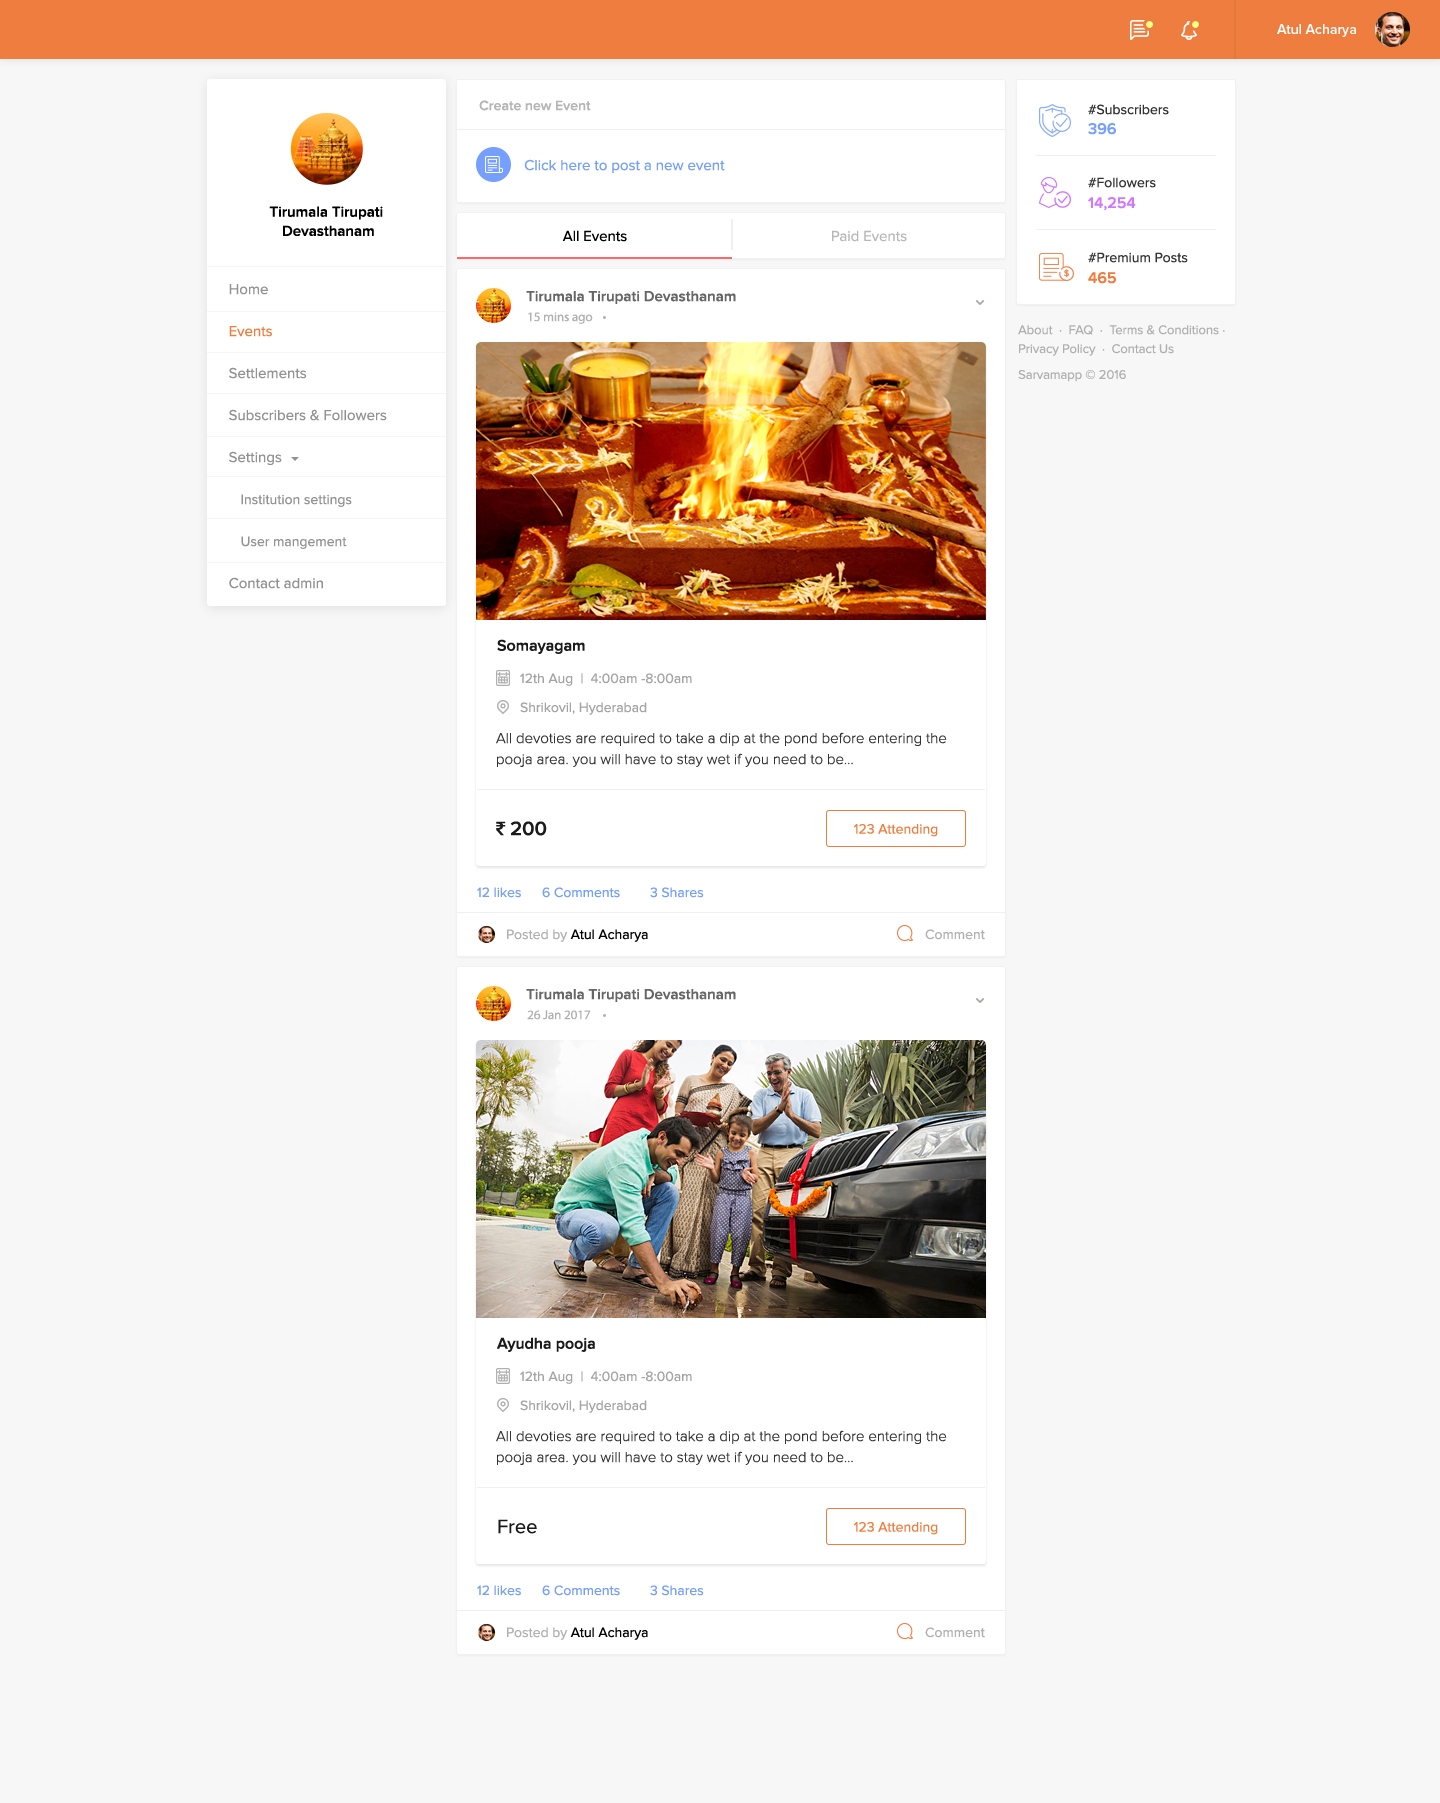 Atul Acharya
Tirumala Tirupati
Devasthanam
Home
Events
Settlements
Subscribers & Followers
Settings
Institution settings
User mangement
Contact admin
Create new Event
Click here to post a new event
All Events
Paid Events
Tirumala Tirupati Devasthanam
15 mins ago •
Somayagam
12th Aug | 4:00am -8:00am
Shrikovil, Hyderabad
All devoties are required to take a dip at the pond before entering the
pooja area. you will have to stay wet if you need to be...
₹ 200
123 Attending
12 likes 6 Comments 3 Shares
Posted by Atul Acharya
Comment
Tirumala Tirupati Devasthanam
26 Jan 2017 •
Ayudha pooja
12th Aug | 4:00am -8:00am
Shrikovil, Hyderabad
All devoties are required to take a dip at the pond before entering the
pooja area. you will have to stay wet if you need to be...
Free
123 Attending
12 likes 6 Comments 3 Shares
Posted by Atul Acharya
Comment
#Subscribers
396
#Followers
14,254
#Premium Posts
465
About · FAQ · Terms & Conditions ·
Privacy Policy · Contact Us
Sarvamapp © 2016